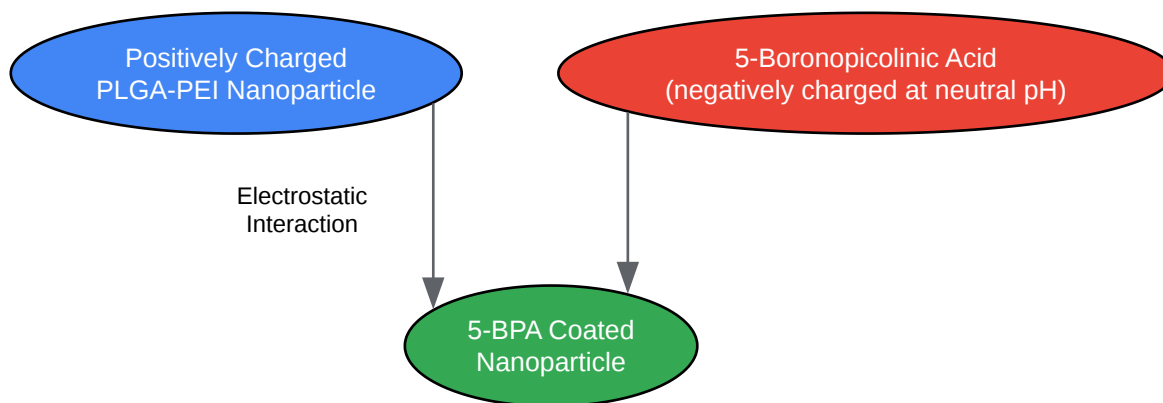 Positively Charged
PLGA-PEI Nanoparticle
5-Boronopicolinic Acid
(negatively charged at neutral pH)
Electrostatic
Interaction
5-BPA Coated
Nanoparticle